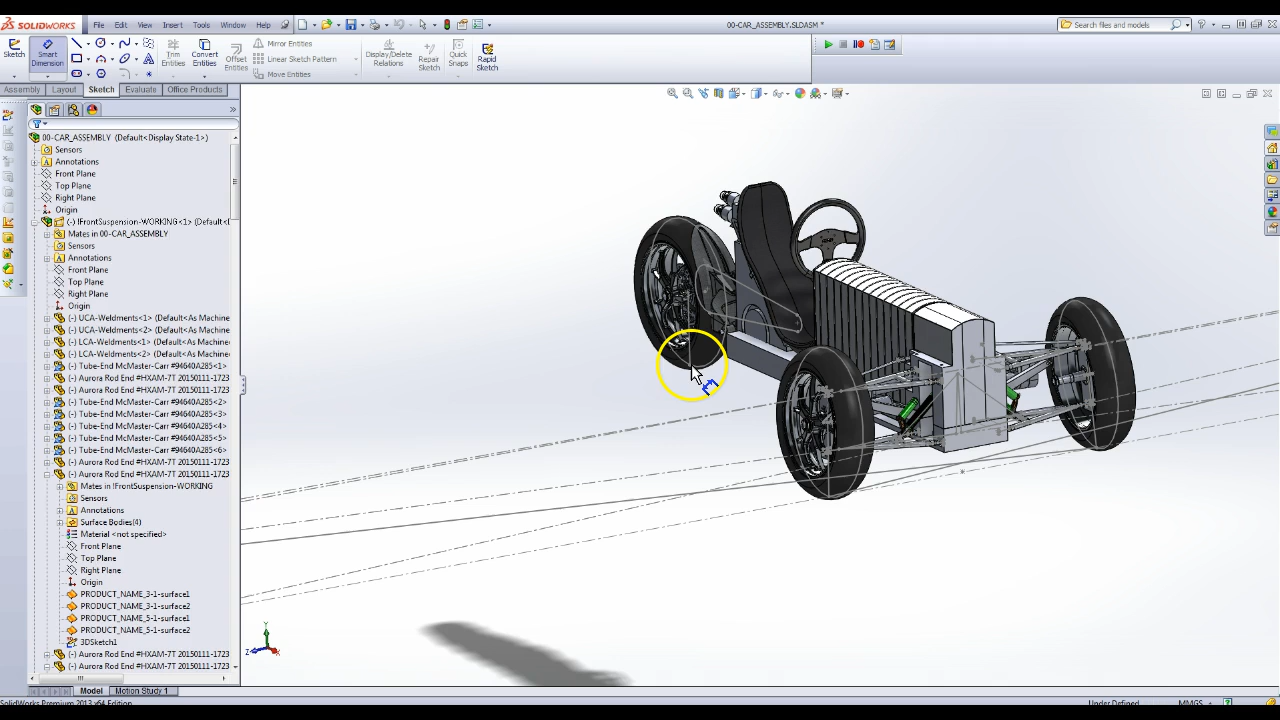 SOLIDWORKS File Edit View Insert Tools Window Help 00-CAR_ASSEMBLY.SLDASM * Search files and models
Sketch Smart Dimension Trim Entities Convert Entities Offset Entities Mirror Entities Linear Sketch Pattern Move Entities Display/Delete Relations Repair Sketch Quick Snaps Rapid Sketch
Assembly Layout Sketch Evaluate Office Products
00-CAR_ASSEMBLY (Default<Display State-1>)
Sensors
Annotations
Front Plane
Top Plane
Right Plane
Origin
(-) !FrontSuspension-WORKING<1> (Default<
Mates in 00-CAR_ASSEMBLY
Sensors
Annotations
Front Plane
Top Plane
Right Plane
Origin
(-) UCA-Weldments<1> (Default<As Machine
(-) UCA-Weldments<2> (Default<As Machine
(-) LCA-Weldments<1> (Default<As Machine
(-) LCA-Weldments<2> (Default<As Machine
(-) Tube-End McMaster-Carr #94640A285<1>
(-) Aurora Rod End #HXAM-7T 20150111-1723
(-) Aurora Rod End #HXAM-7T 20150111-1723
(-) Tube-End McMaster-Carr #94640A285<2>
(-) Tube-End McMaster-Carr #94640A285<3>
(-) Tube-End McMaster-Carr #94640A285<4>
(-) Tube-End McMaster-Carr #94640A285<5>
(-) Tube-End McMaster-Carr #94640A285<6>
(-) Aurora Rod End #HXAM-7T 20150111-1723
(-) Aurora Rod End #HXAM-7T 20150111-1723
Mates in !FrontSuspension-WORKING
Sensors
Annotations
Surface Bodies(4)
Material <not specified>
Front Plane
Top Plane
Right Plane
Origin
PRODUCT_NAME_3-1-surface1
PRODUCT_NAME_3-1-surface2
PRODUCT_NAME_5-1-surface1
PRODUCT_NAME_5-1-surface2
3DSketch1
(-) Aurora Rod End #HXAM-7T 20150111-1723
(-) Aurora Rod End #HXAM-7T 20150111-1723
Y
Z
X
Model Motion Study 1
SolidWorks Premium 2013 x64 Edition Under Defined MMGS